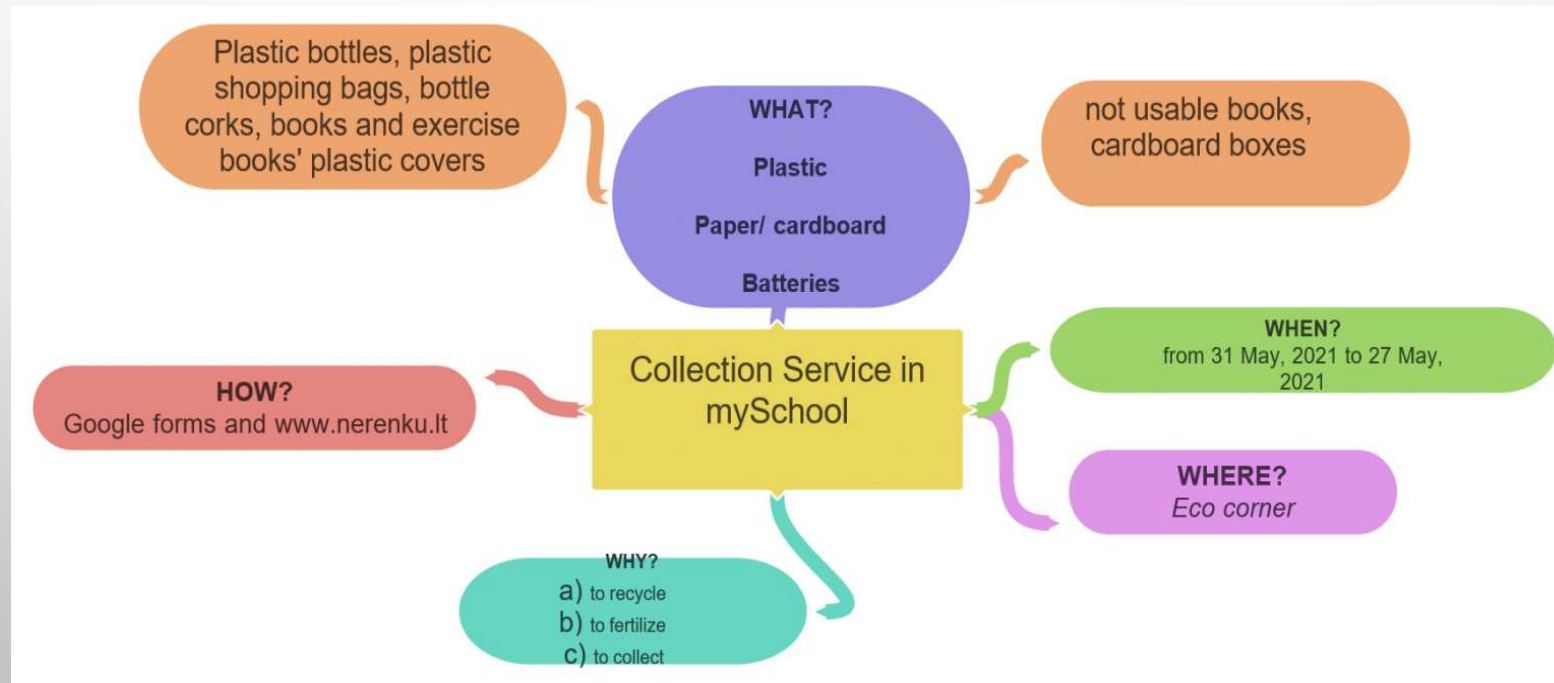 Plastic bottles, plastic
shopping bags, bottle
corks, books and exercise
books' plastic covers
WHAT?
Plastic
Paper/ cardboard
Batteries
not usable books,
cardboard boxes
Collection Service in
mySchool
WHEN?
from 31 May, 2021 to 27 May,
2021
HOW?
Google forms and www.nerenku.lt
WHERE?
Eco corner
WHY?
a) to recycle
b) to fertilize
c) to collect